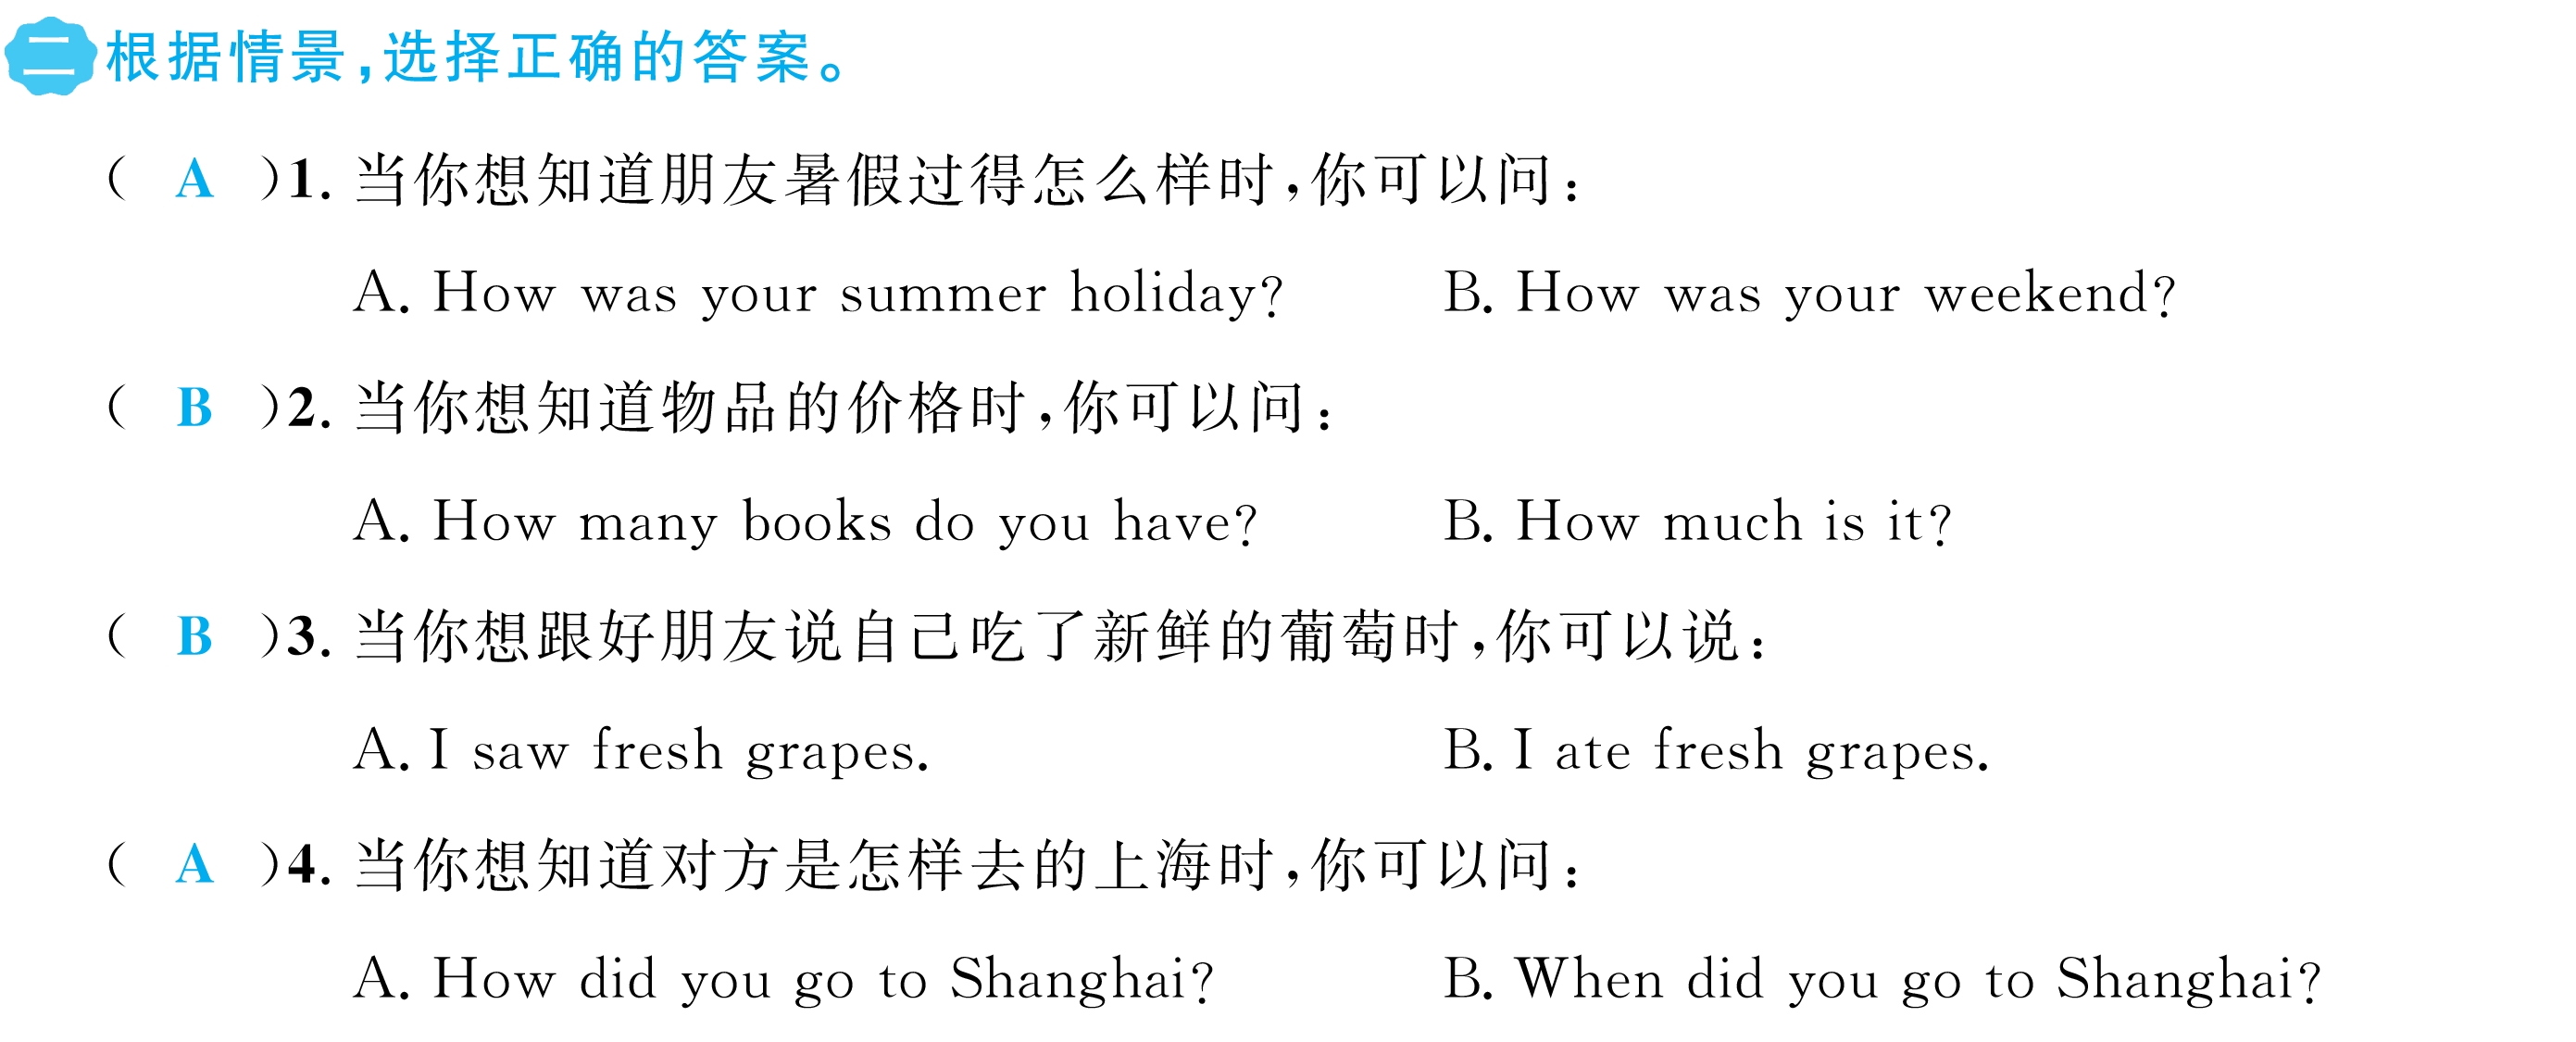 二 根据情景,选择正确的答案。
( A )1. 当你想知道朋友暑假过得怎么样时,你可以问:
A. How was your summer holiday? B. How was your weekend?
( B )2. 当你想知道物品的价格时,你可以问:
A. How many books do you have? B. How much is it?
( B )3. 当你想跟好朋友说自己吃了新鲜的葡萄时,你可以说:
A. I saw fresh grapes. B. I ate fresh grapes.
( A )4. 当你想知道对方是怎样去的上海时,你可以问:
A. How did you go to Shanghai? B. When did you go to Shanghai?